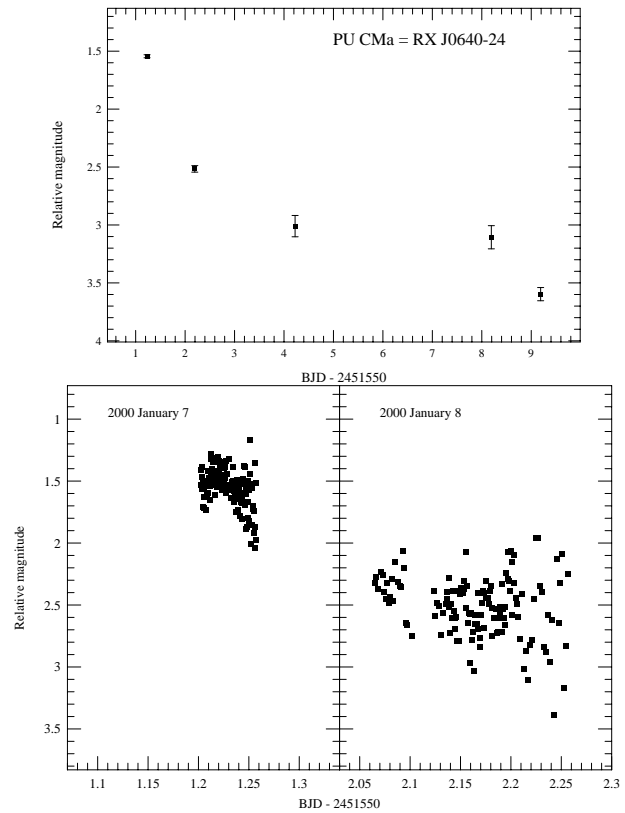 PU CMa = RX J0640-24
Relative magnitude
1.5
2
2.5
3
3.5
4
1 2 3 4 5 6 7 8 9
BJD - 2451550
2000 January 7
2000 January 8
Relative magnitude
1
1.5
2
2.5
3
3.5
1.1 1.15 1.2 1.25 1.3
2.05 2.1 2.15 2.2 2.25 2.3
BJD - 2451550